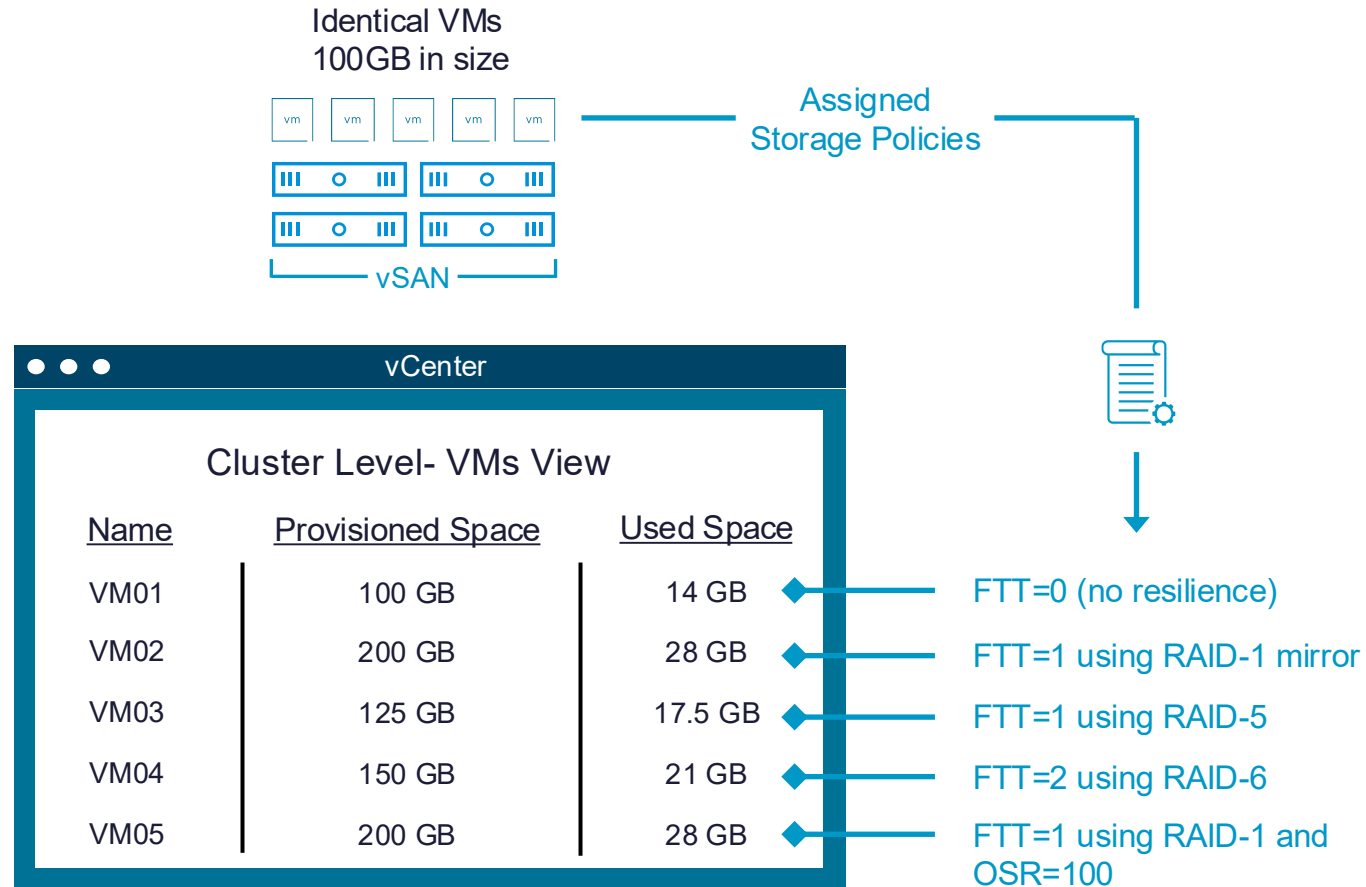 Identical VMs
100GB in size
vm vm vm vm vm
Assigned
Storage Policies
vSAN
vCenter
Cluster Level- VMs View
Name Provisioned Space Used Space
VM01 100 GB 14 GB FTT=0 (no resilience)
VM02 200 GB 28 GB FTT=1 using RAID-1 mirror
VM03 125 GB 17.5 GB FTT=1 using RAID-5
VM04 150 GB 21 GB FTT=2 using RAID-6
VM05 200 GB 28 GB FTT=1 using RAID-1 and
OSR=100